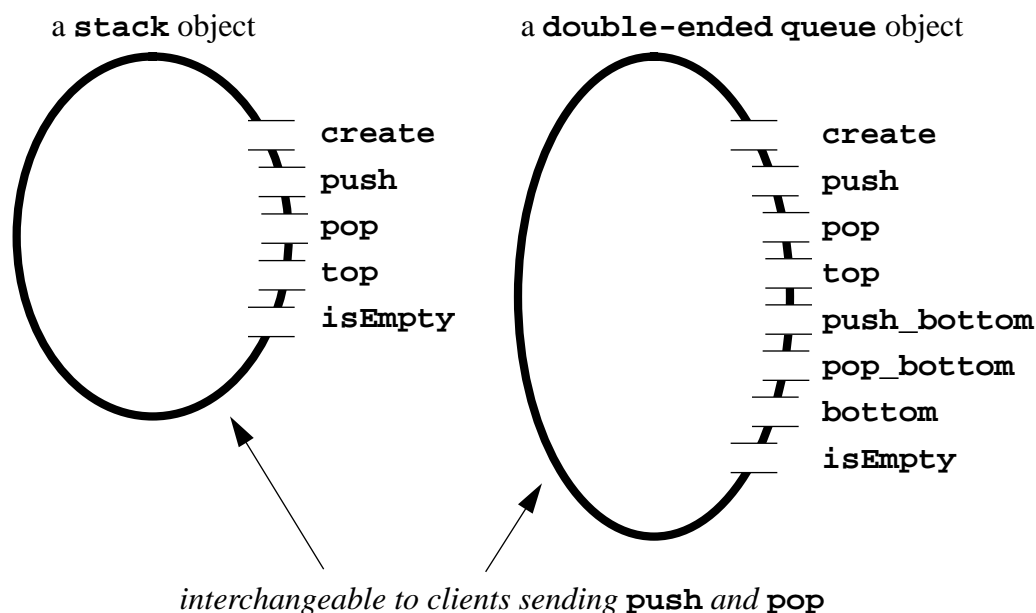 a stack object
create
push
pop
top
isEmpty
a double-ended queue object
create
push
pop
top
push_bottom
pop_bottom
bottom
isEmpty
interchangeable to clients sending push and pop